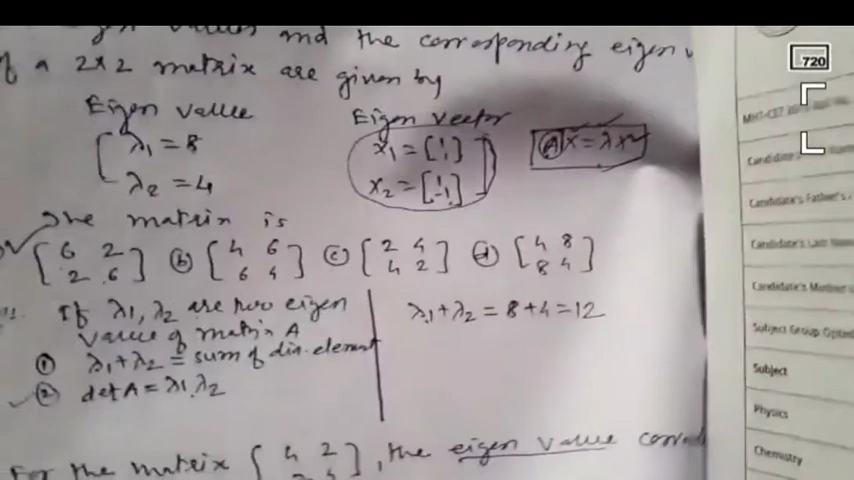 and the corresponding eigen
of a 2x2 matrix are given by
Eigen value
Eigen vector
λ1 = 8
x1 = [1 1]
AX = λX
λ2 = 4
x2 = [1 -1]
The matrix is
[6 2 2 6] (b) [4 6 6 4] (c) [2 4 4 2] (d) [4 8 8 4]
If λ1, λ2 are two eigen
value of matrix A
λ1+λ2 = 8+4=12
① λ1+λ2 = sum of dia. element
② det A = λ1.λ2
For the matrix [4 2, the eigen value
720
Candidate's
Candidate's Father's
Candidate's Last
Candidate's Mother's
Subject Group Opted
Subject
Physics
Chemistry